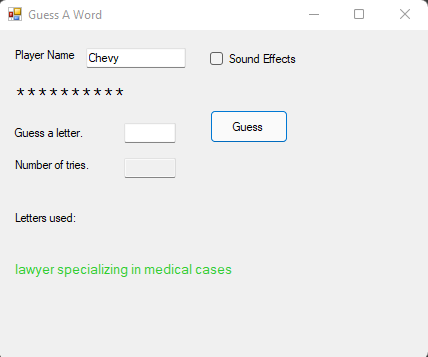 Guess A Word
Player Name Chevy Sound Effects
**********
Guess a letter. Guess
Number of tries.
Letters used:
lawyer specializing in medical cases